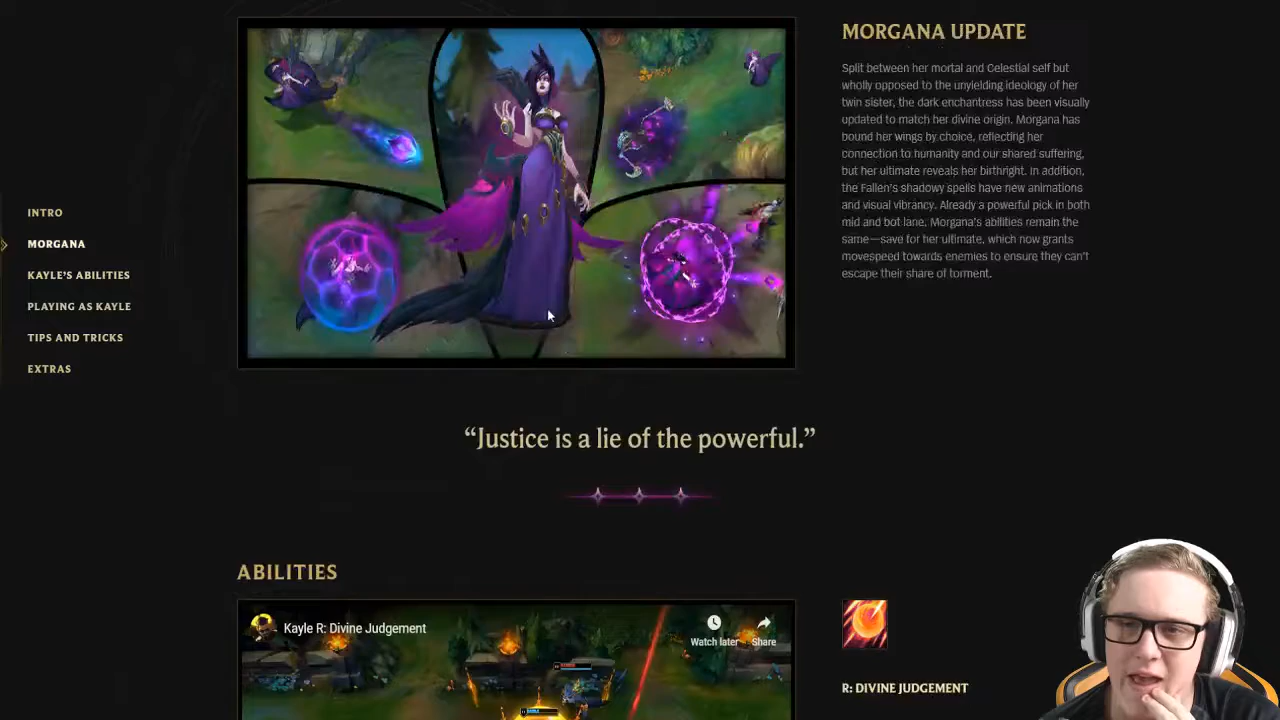 MORGANA UPDATE
Split between her mortal and Celestial self but
wholly opposed to the unyielding ideology of her
twin sister, the dark enchantress has been visually
updated to match her divine origin. Morgana has
bound her wings by choice, reflecting her
connection to humanity and our shared suffering,
but her ultimate reveals her birthright. In addition,
the Fallen's shadowy spells have new animations
and visual vibrancy. Already a powerful pick in both
mid and bot lane, Morgana's abilities remain the
same—save for her ultimate, which now grants
movespeed towards enemies to ensure they can't
escape their share of torment.
INTRO
MORGANA
KAYLE'S ABILITIES
PLAYING AS KAYLE
TIPS AND TRICKS
EXTRAS
“Justice is a lie of the powerful.”
ABILITIES
Kayle R: Divine Judgement
Watch later
Share
R: DIVINE JUDGEMENT